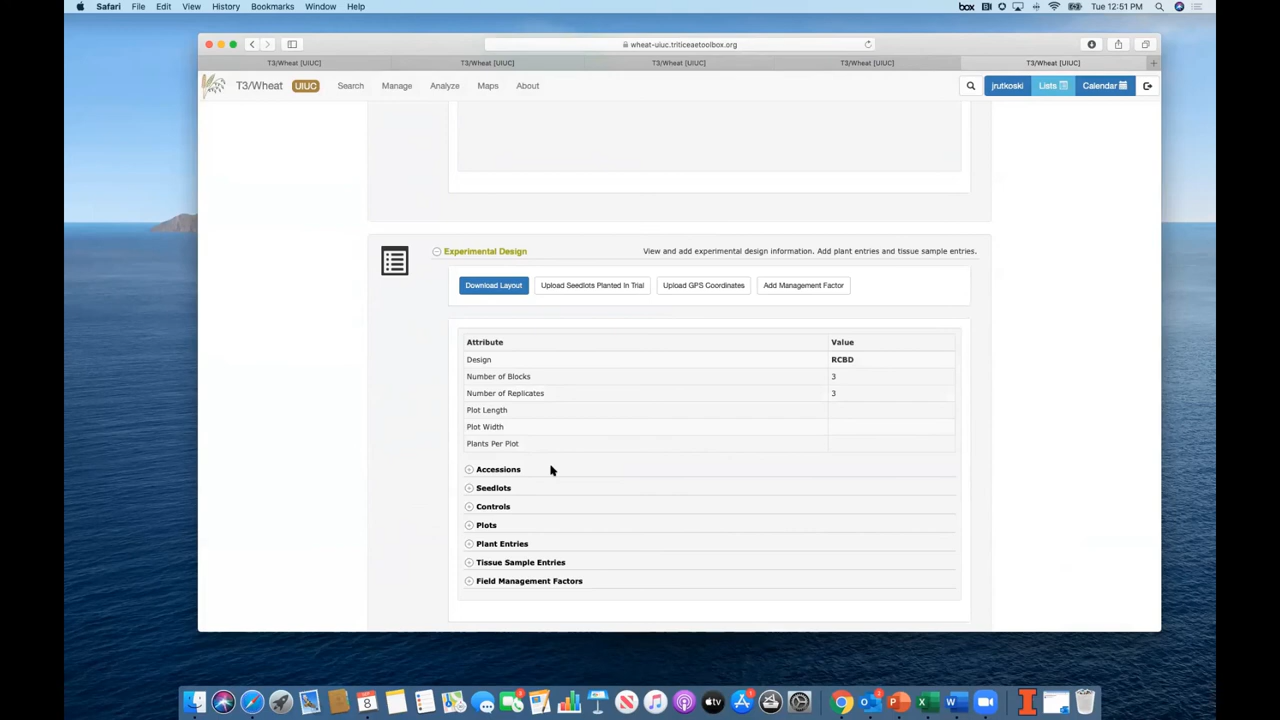 Safari File Edit View History Bookmarks Window Help box Tue 12:51 PM
wheat-uiuc.triticeaetoolbox.org
T3/Wheat [UIUC] T3/Wheat [UIUC] T3/Wheat [UIUC] T3/Wheat [UIUC] T3/Wheat [UIUC]
T3/Wheat UIUC Search Manage Analyze Maps About jrutkoski Lists Calendar
Experimental Design View and add experimental design information. Add plant entries and tissue sample entries.
Download Layout Upload Seedlots Planted In Trial Upload GPS Coordinates Add Management Factor
Attribute Value
Design RCBD
Number of Blocks 3
Number of Replicates 3
Plot Length
Plot Width
Plants Per Plot
Accessions
Seedlots
Controls
Plots
Plant Entries
Tissue Sample Entries
Field Management Factors